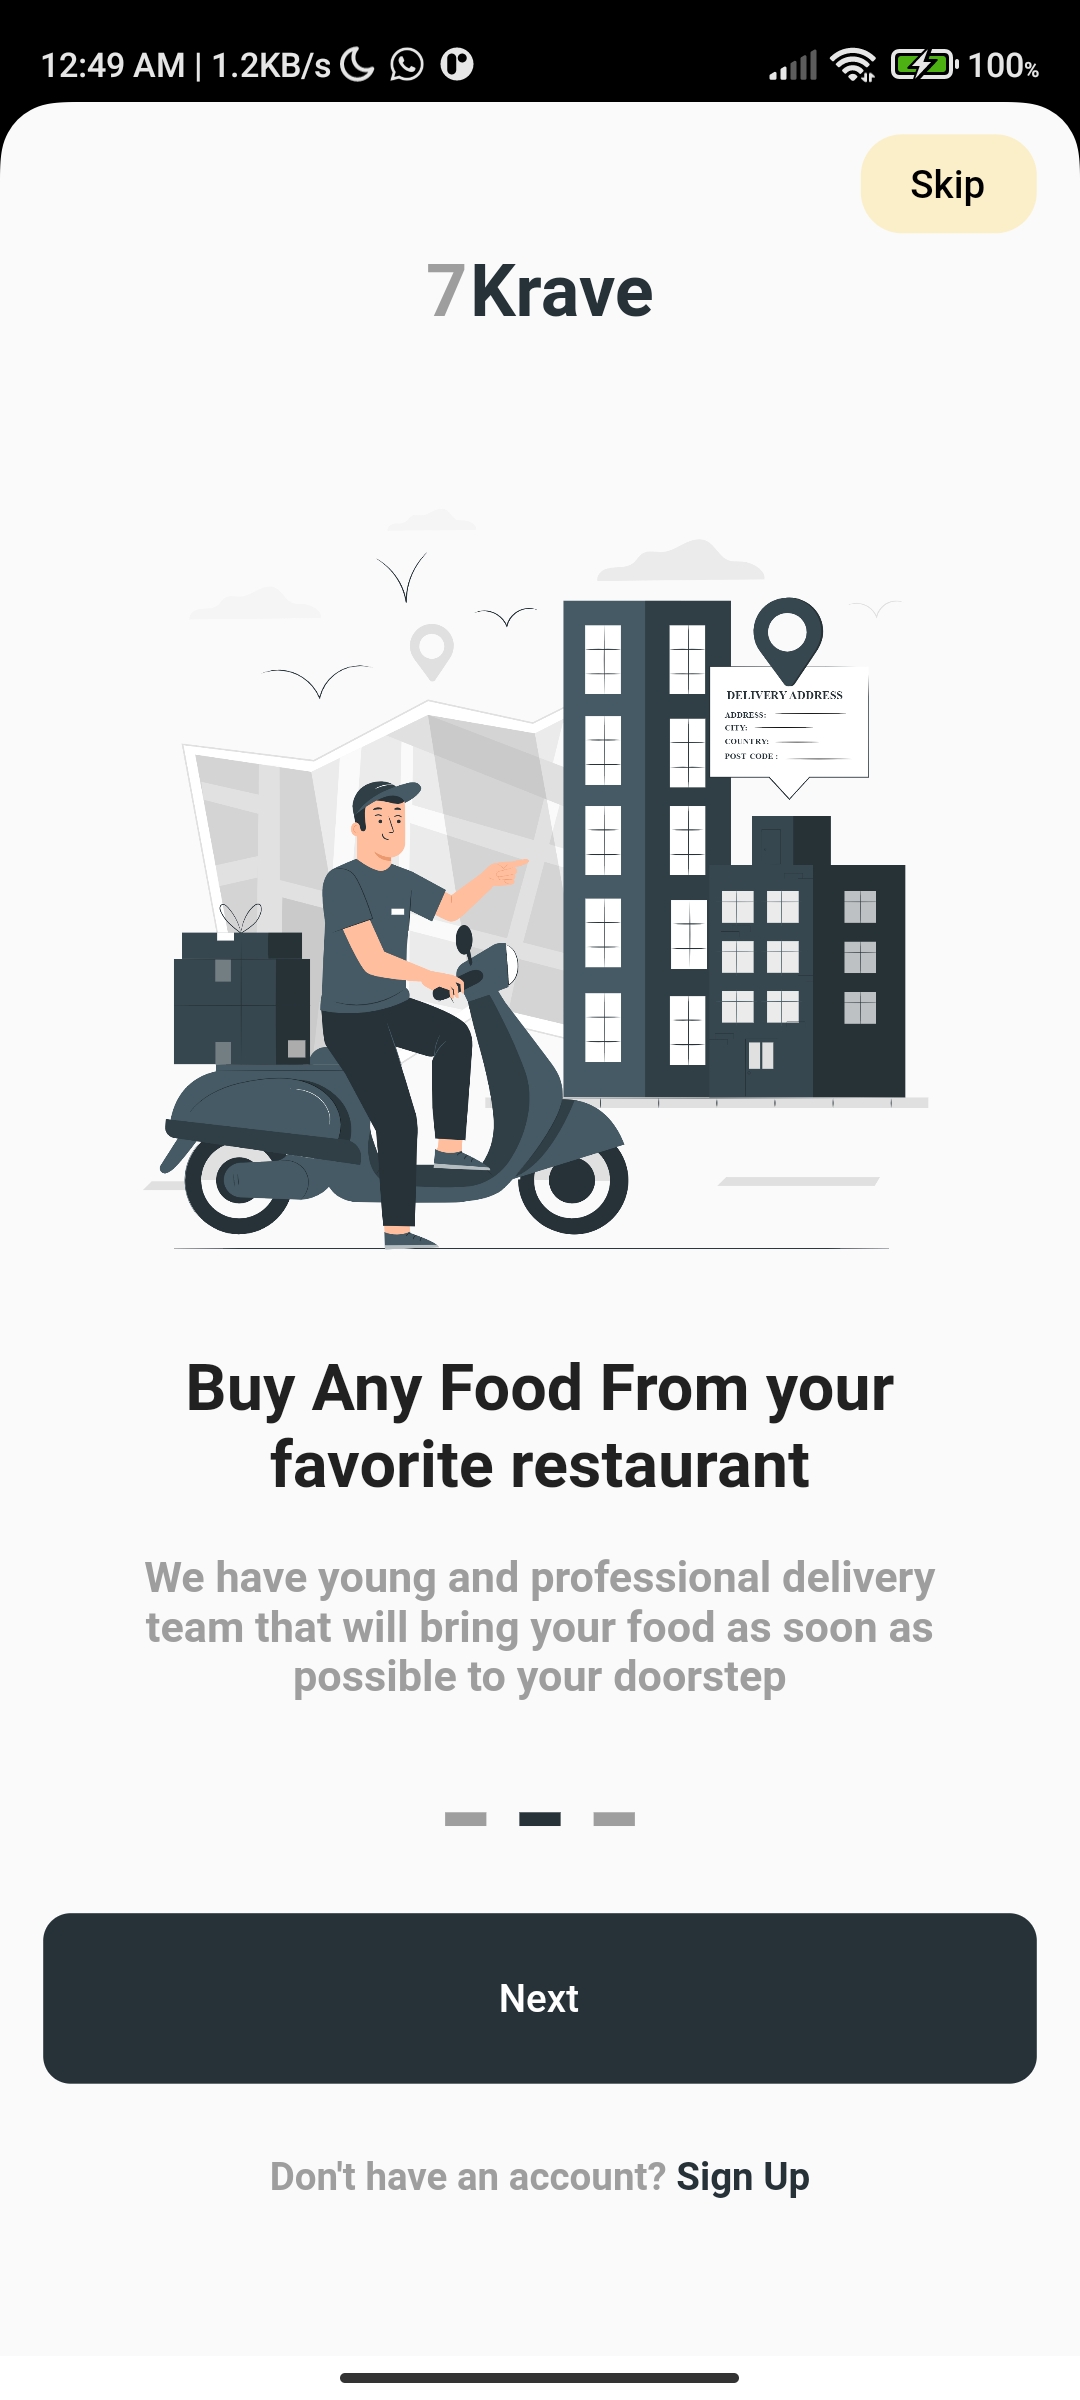 12:49 AM | 1.2KB/s
100%
Skip
7Krave
DELIVERY ADDRESS
ADDRESS:
CITY:
COUNTRY:
POST CODE :
Buy Any Food From your
favorite restaurant
We have young and professional delivery
team that will bring your food as soon as
possible to your doorstep
Next
Don't have an account? Sign Up